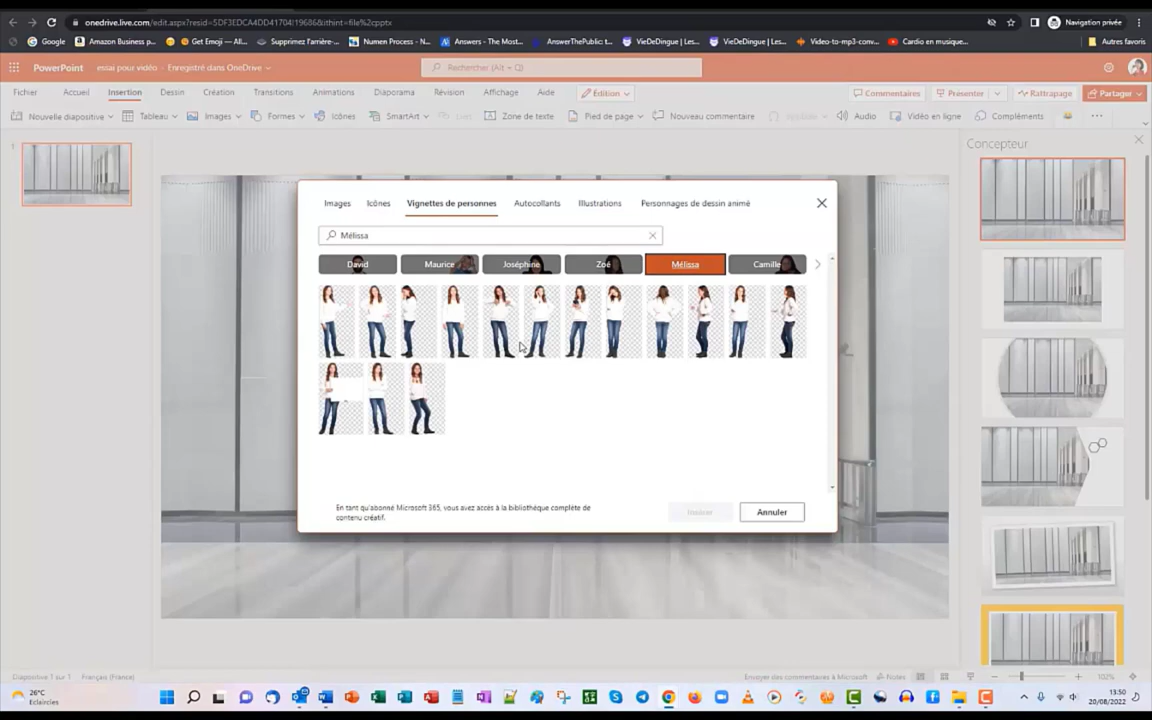 onedrive.live.com/edit.aspx?resid=5DF3EDCA4DD41704!19686&ithint=file%2cpptx
Navigation privée
Google
Amazon Business p...
Get Emoji — All...
Supprimez l'arrière-...
Numen Process - N...
Answers - The Most...
AnswerThePublic: t...
VieDeDingue | Les...
VieDeDingue | Les...
Video-to-mp3-conv...
Cardio en musique...
Autres favoris
PowerPoint
essai pour vidéo - Enregistré dans OneDrive
Rechercher (Alt + Q)
Fichier
Accueil
Insertion
Dessin
Création
Transitions
Animations
Diaporama
Révision
Affichage
Aide
Édition
Commentaires
Présenter
Rattrapage
Partager
Nouvelle diapositive
Tableau
Images
Formes
Icônes
SmartArt
Zone de texte
Pied de page
Nouveau commentaire
Audio
Vidéo en ligne
Compléments
1
Concepteur
Images
Icônes
Vignettes de personnes
Autocollants
Illustrations
Personnages de dessin animé
Mélissa
David
Maurice
Joséphine
Zoé
Mélissa
Camille
En tant qu'abonné Microsoft 365, vous avez accès à la bibliothèque complète de
contenu créatif.
Insérer
Annuler
Diapositive 1 sur 1
Français (France)
Envoyer des commentaires à Microsoft
Notes
102%
26°C
Eclaircies
13:50
20/08/2022